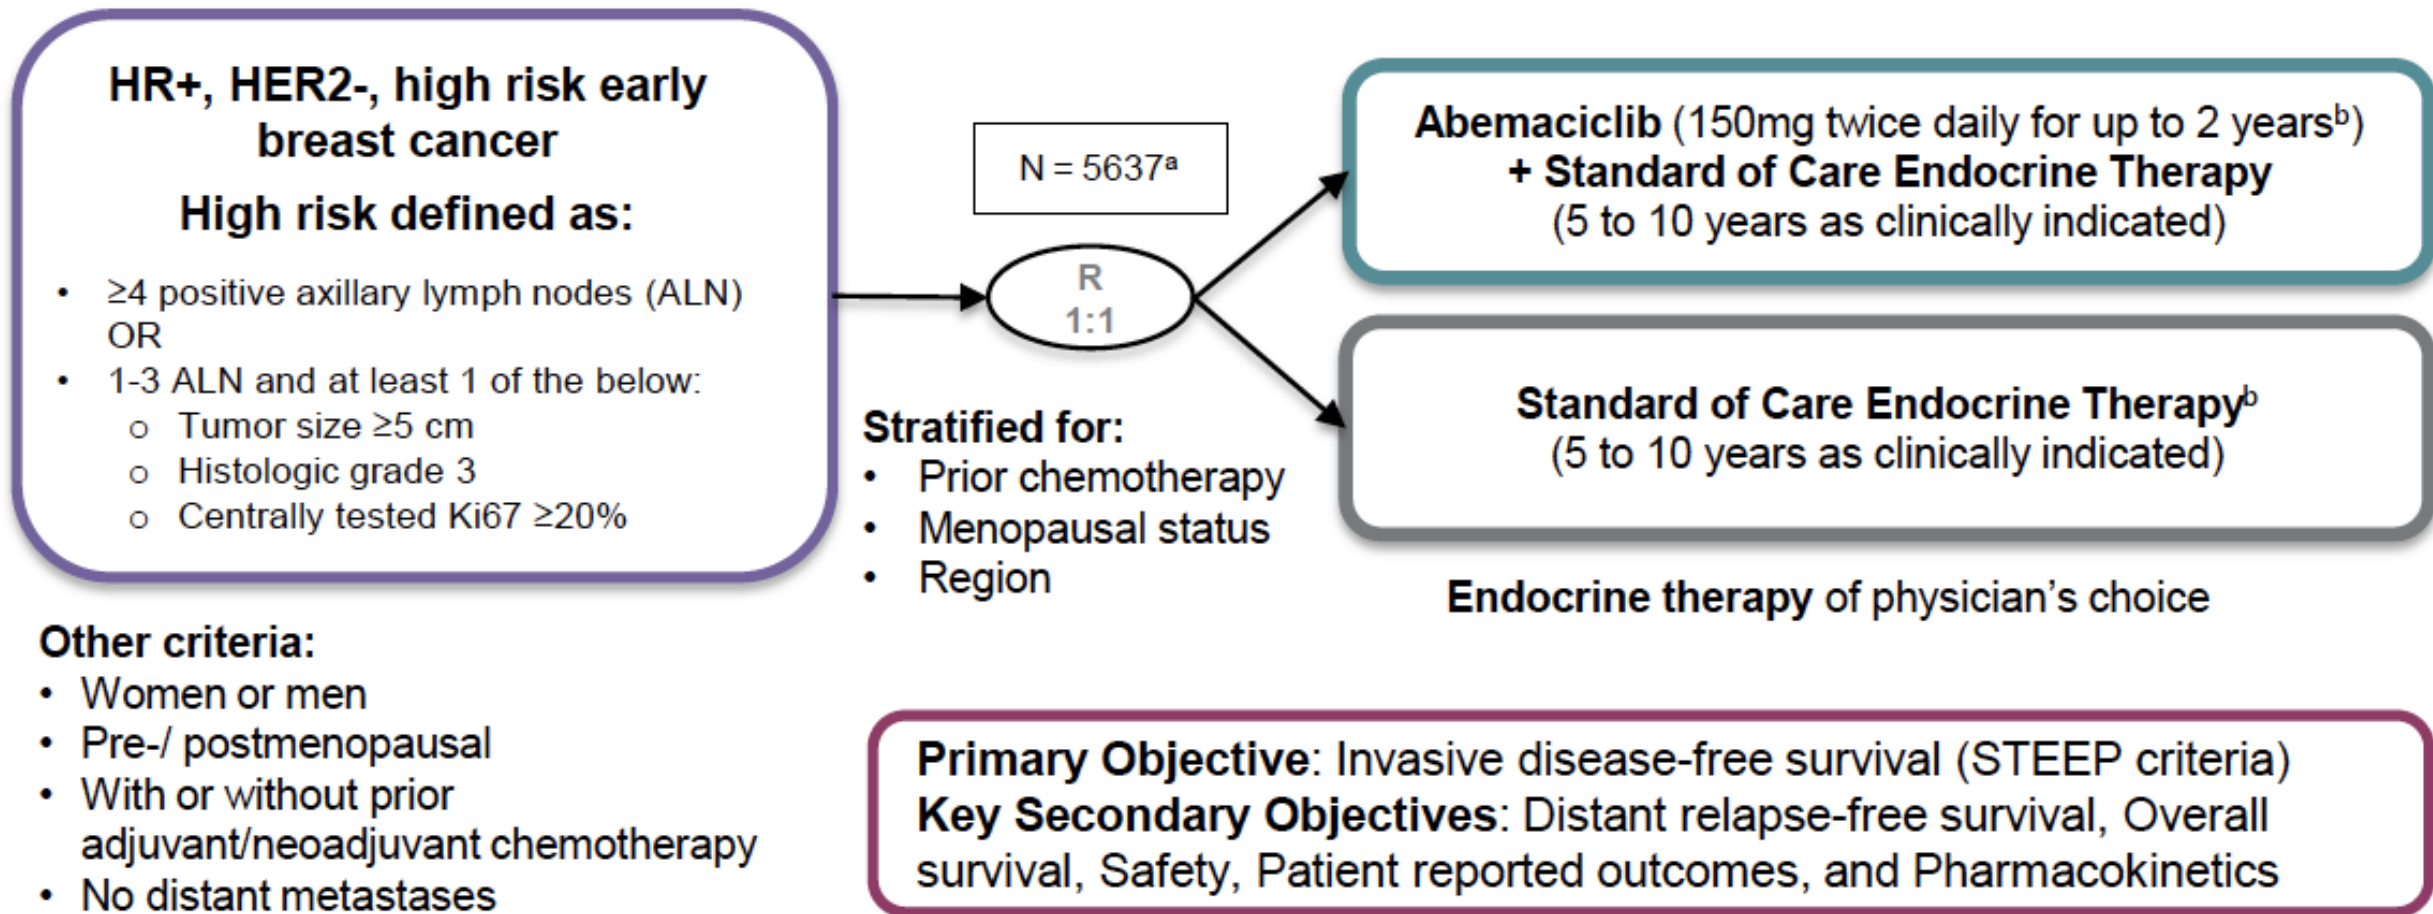 HR+, HER2-, high risk early
breast cancer
High risk defined as:
• ≥4 positive axillary lymph nodes (ALN)
OR
• 1-3 ALN and at least 1 of the below:
o Tumor size ≥5 cm
o Histologic grade 3
o Centrally tested Ki67 ≥20%
Other criteria:
• Women or men
• Pre-/ postmenopausal
• With or without prior
adjuvant/neoadjuvant chemotherapy
• No distant metastases
N = 5637ᵃ
R
1:1
Stratified for:
• Prior chemotherapy
• Menopausal status
• Region
Abemaciclib (150mg twice daily for up to 2 yearsᵇ)
+ Standard of Care Endocrine Therapy
(5 to 10 years as clinically indicated)
Standard of Care Endocrine Therapyᵇ
(5 to 10 years as clinically indicated)
Endocrine therapy of physician's choice
Primary Objective: Invasive disease-free survival (STEEP criteria)
Key Secondary Objectives: Distant relapse-free survival, Overall
survival, Safety, Patient reported outcomes, and Pharmacokinetics